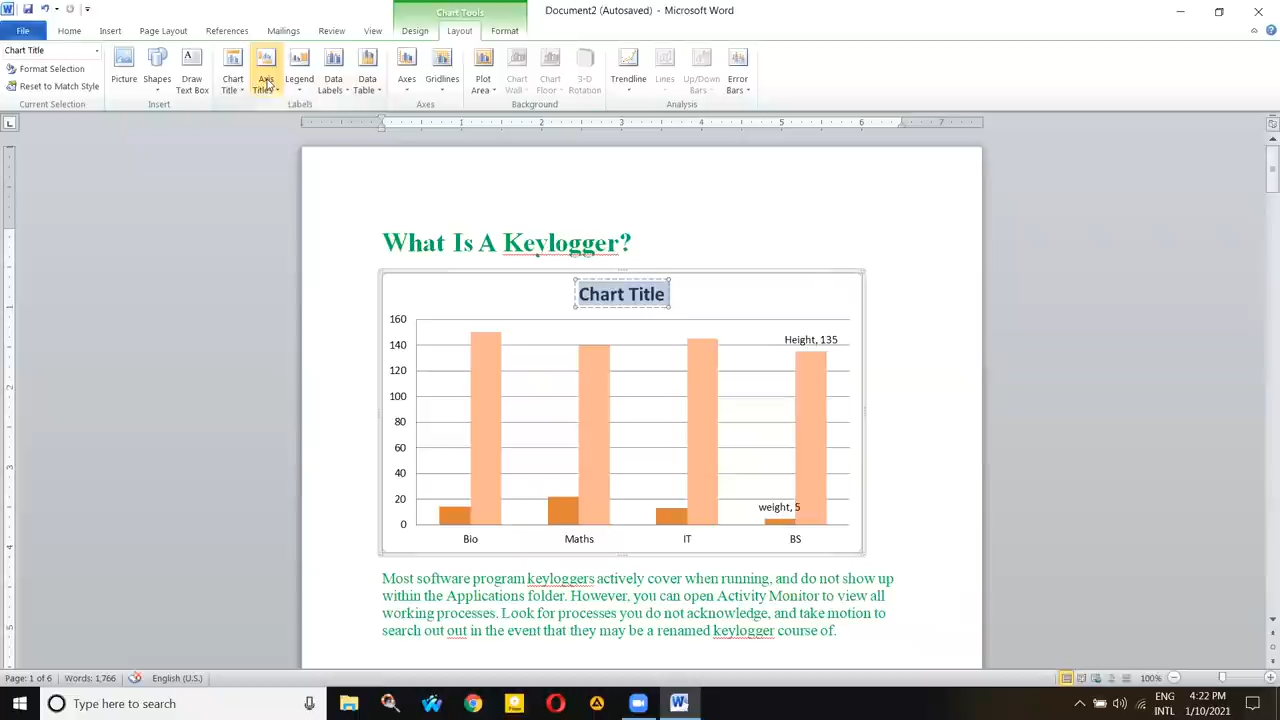 Chart Tools
Document2 (Autosaved) - Microsoft Word
File Home Insert Page Layout References Mailings Review View Design Layout Format
Chart Title
Format Selection
Reset to Match Style
Current Selection
Picture
Shapes
Draw Text Box
Insert
Chart Title
Axis Titles
Legend
Data Labels
Data Table
Labels
Axes
Gridlines
Axes
Plot Area
Chart Wall
Chart Floor
3-D Rotation
Background
Trendline
Lines
Up/Down Bars
Error Bars
Analysis
1 2 3 4 5 6 7
What Is A Keylogger?
Chart Title
160
140
120
100
80
60
40
20
0
Height, 135
weight, 5
Bio Maths IT BS
Most software program keyloggers actively cover when running, and do not show up
within the Applications folder. However, you can open Activity Monitor to view all
working processes. Look for processes you do not acknowledge, and take motion to
search out out in the event that they may be a renamed keylogger course of.
Page: 1 of 6 Words: 1,766 English (U.S.) 100%
Type here to search
ENG
INTL
4:22 PM
1/10/2021